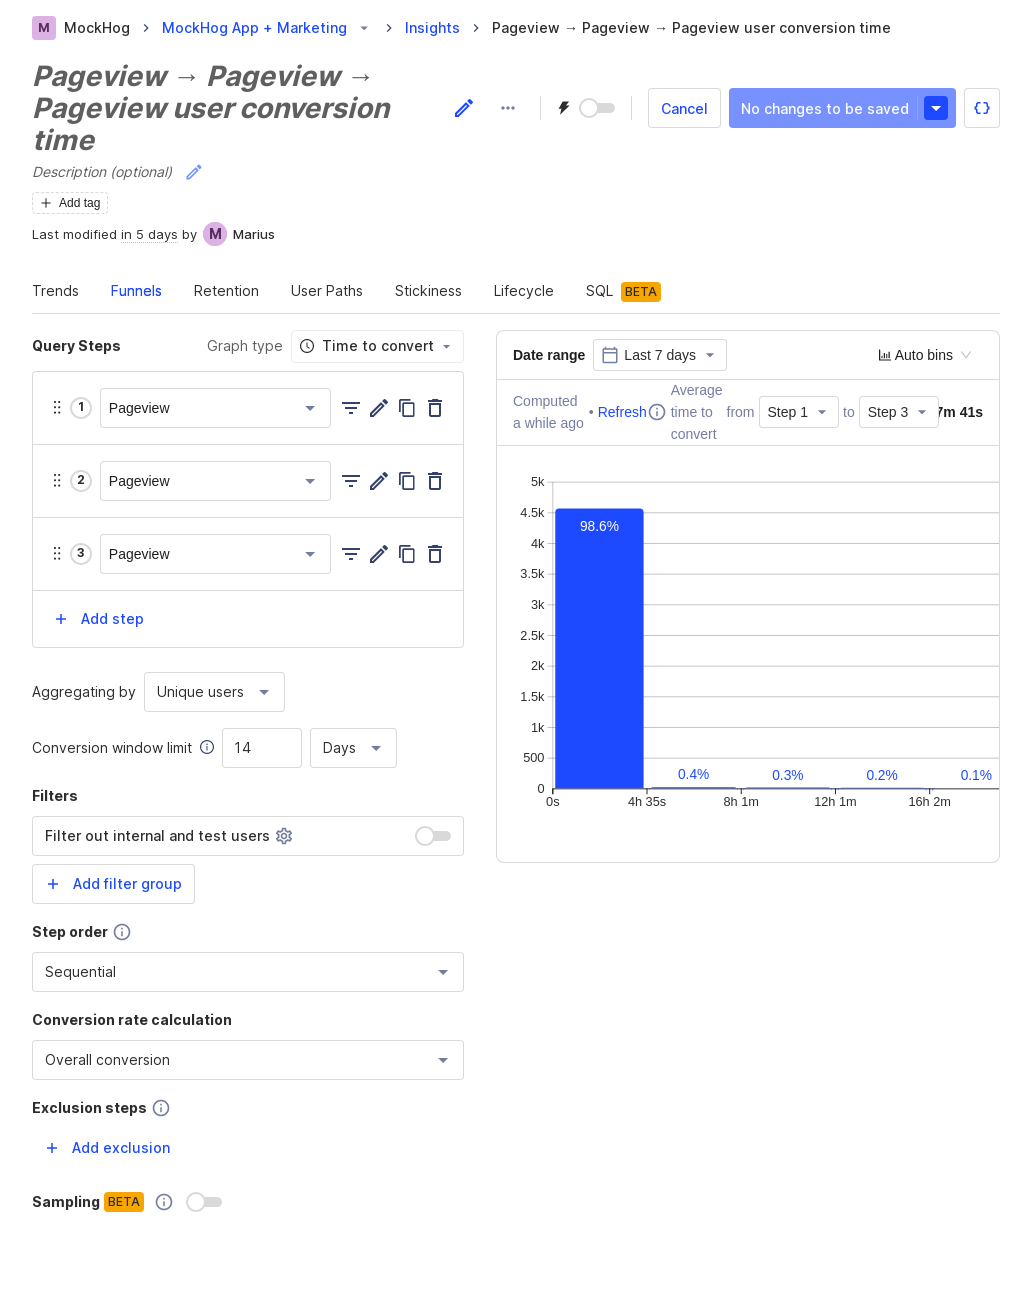 M MockHog MockHog App + Marketing Insights Pageview → Pageview → Pageview user conversion time
Pageview → Pageview →
Pageview user conversion
time
Cancel No changes to be saved
Description (optional)
Add tag
Last modified in 5 days by M Marius
Trends Funnels Retention User Paths Stickiness Lifecycle SQL BETA
Query Steps Graph type Time to convert
1 Pageview
2 Pageview
3 Pageview
Add step
Aggregating by Unique users
Conversion window limit 14 Days
Filters
Filter out internal and test users
Add filter group
Step order
Sequential
Conversion rate calculation
Overall conversion
Exclusion steps
Add exclusion
Sampling BETA
Date range Last 7 days Auto bins
Computed
a while ago
• Refresh
Average
time to
convert
from Step 1 to Step 3 7m 41s
5k
4.5k
4k
3.5k
3k
2.5k
2k
1.5k
1k
500
0
98.6%
0.4% 0.3% 0.2% 0.1%
0s 4h 35s 8h 1m 12h 1m 16h 2m